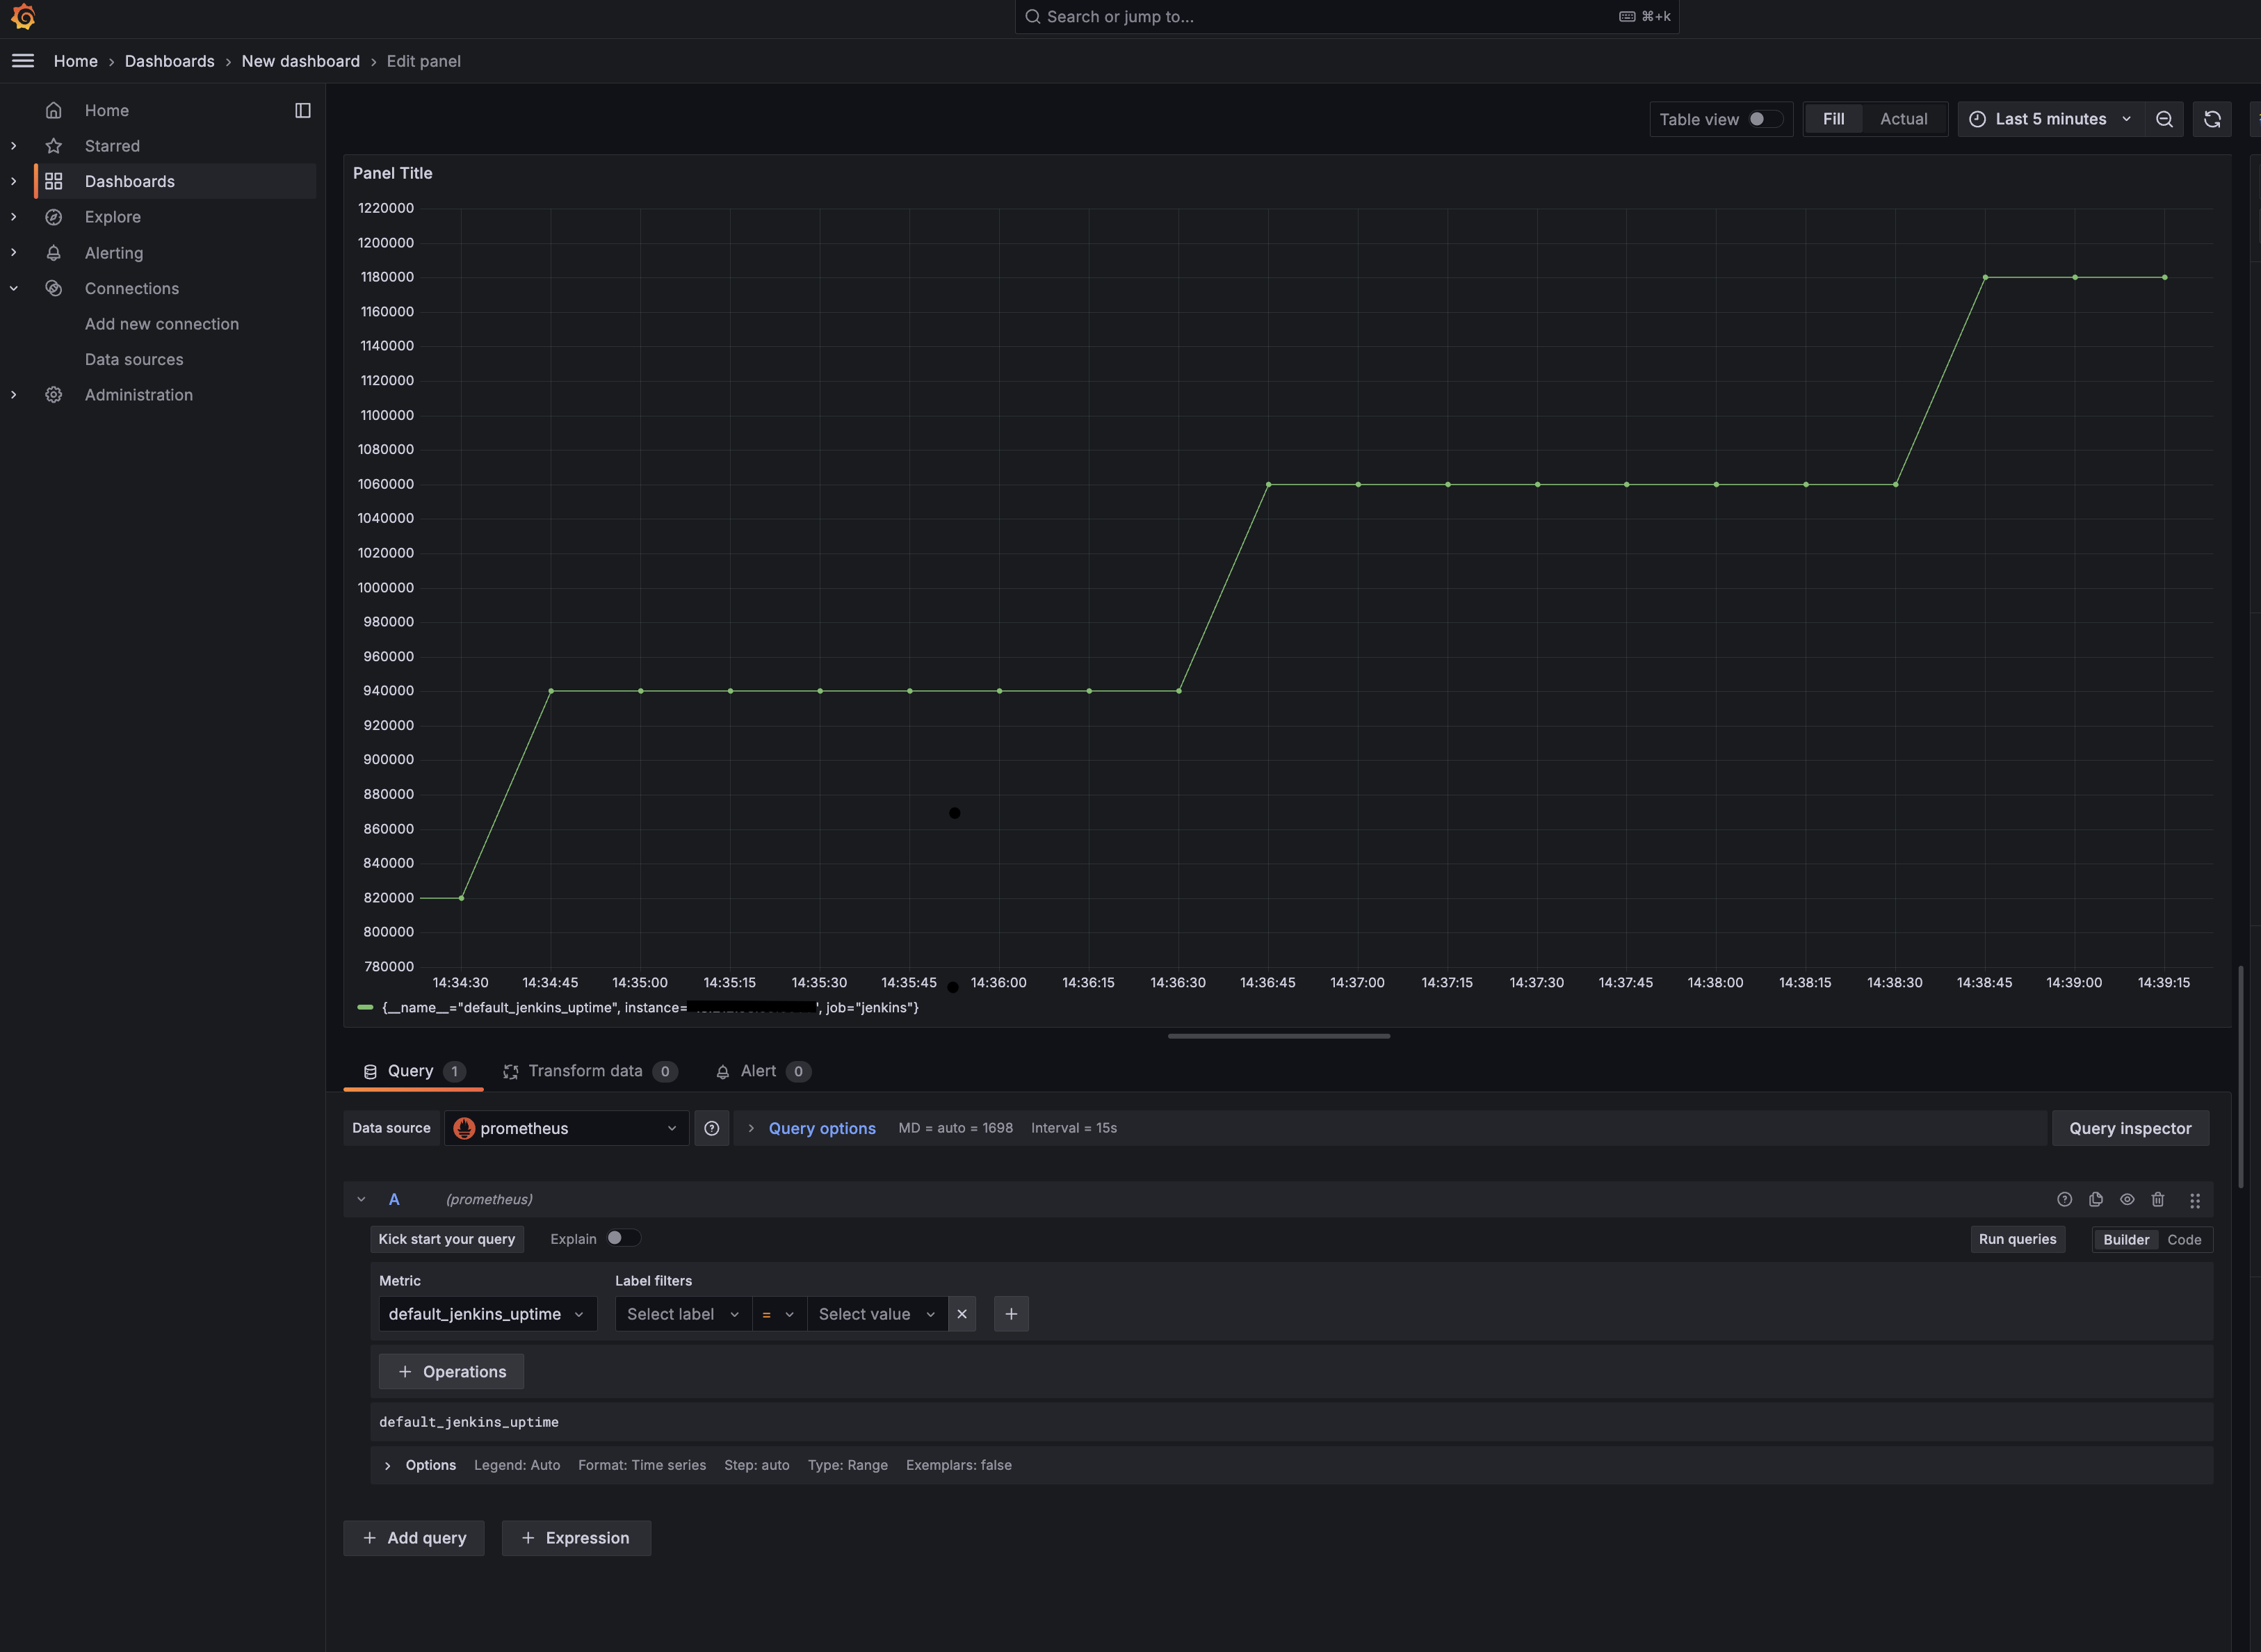 Search or jump to...
⌘+k
Home › Dashboards › New dashboard › Edit panel
Home
Starred
Dashboards
Explore
Alerting
Connections
Add new connection
Data sources
Administration
Table view
Fill Actual
Last 5 minutes
Panel Title
1220000
1200000
1180000
1160000
1140000
1120000
1100000
1080000
1060000
1040000
1020000
1000000
980000
960000
940000
920000
900000
880000
860000
840000
820000
800000
780000
14:34:30 14:34:45 14:35:00 14:35:15 14:35:30 14:35:45 14:36:00 14:36:15 14:36:30 14:36:45 14:37:00 14:37:15 14:37:30 14:37:45 14:38:00 14:38:15 14:38:30 14:38:45 14:39:00 14:39:15
{__name__="default_jenkins_uptime", instance= ", job="jenkins"}
Query 1 Transform data 0 Alert 0
Data source prometheus Query options MD = auto = 1698 Interval = 15s Query inspector
A (prometheus)
Kick start your query Explain Run queries Builder Code
Metric Label filters
default_jenkins_uptime Select label = Select value
+ Operations
default_jenkins_uptime
Options Legend: Auto Format: Time series Step: auto Type: Range Exemplars: false
+ Add query + Expression